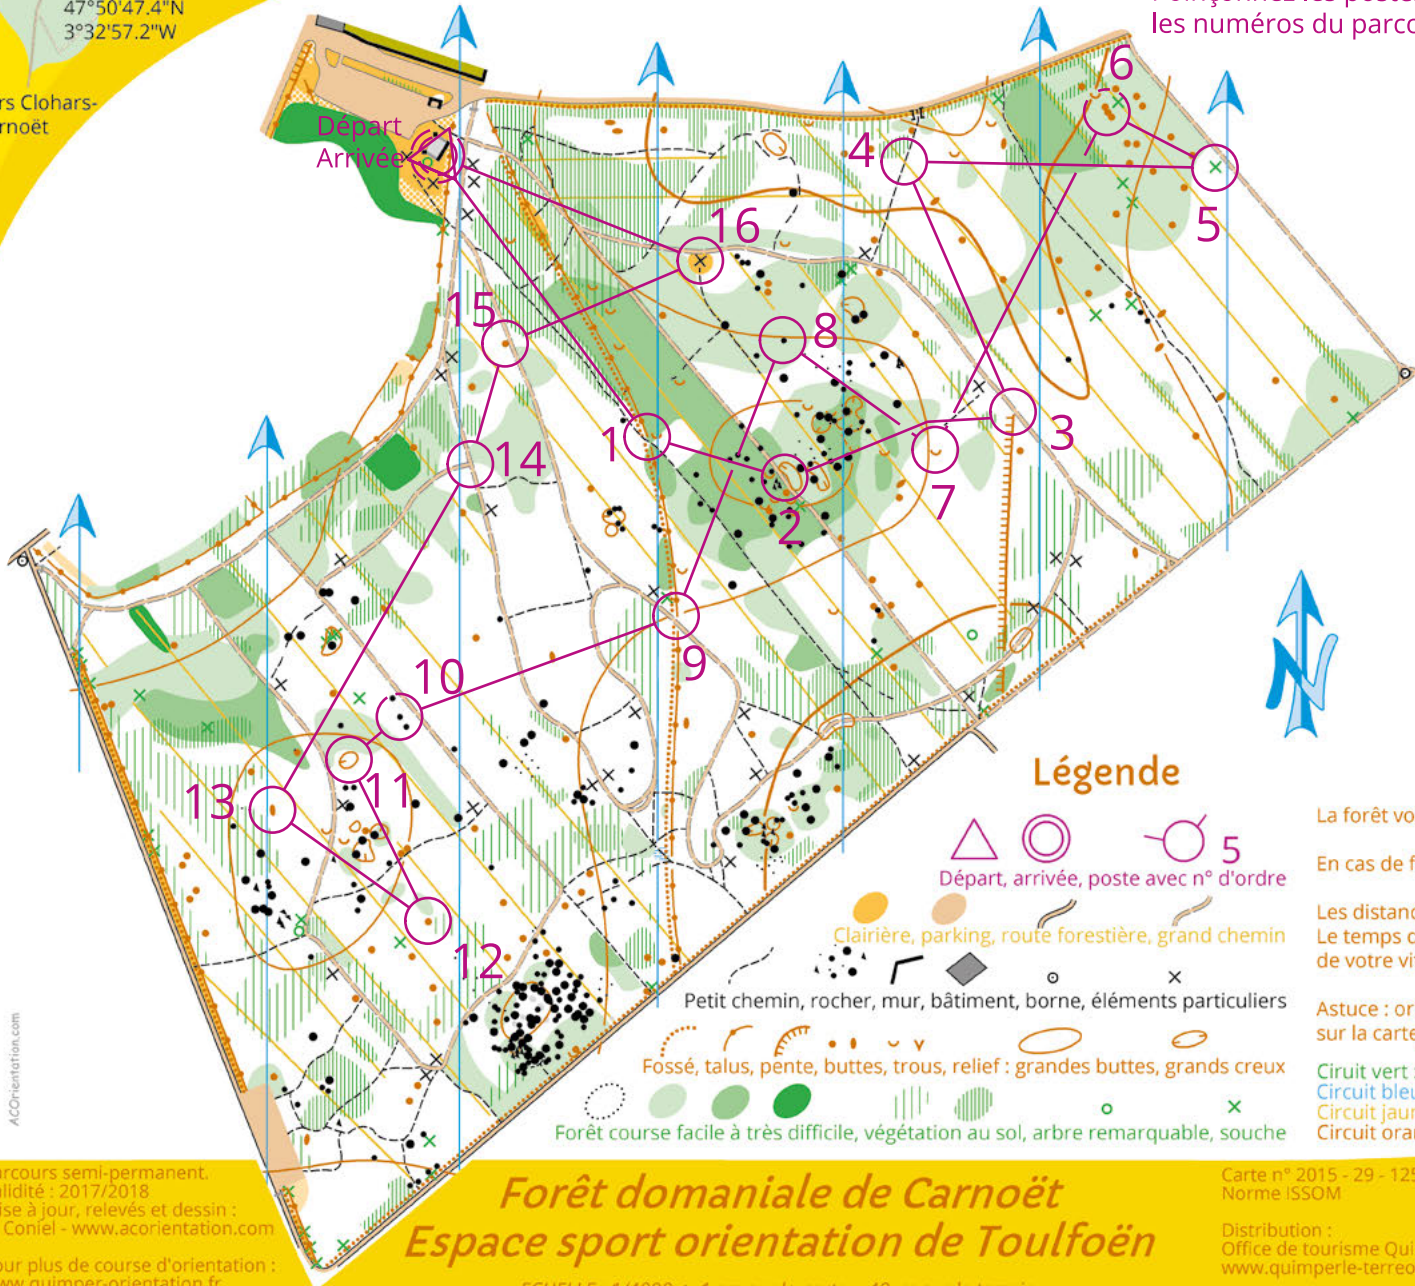 47°50'47.4"N
3°32'57.2"W
rs Clohars-
rnoët
les numéros du parco
Départ
Arrivée
1
2
3
4
5
6
7
8
9
10
11
12
13
14
15
16
N
Légende
5
Départ, arrivée, poste avec n° d'ordre
Clairière, parking, route forestière, grand chemin
Petit chemin, rocher, mur, bâtiment, borne, éléments particuliers
Fossé, talus, pente, buttes, trous, relief : grandes buttes, grands creux
Forêt course facile à très difficile, végétation au sol, arbre remarquable, souche
La forêt vo
En cas de f
Les distanc
Le temps d
de votre vi
Astuce : or
sur la carte
Ciruit vert :
Circuit bleu
Circuit jaun
Circuit oran
ACOrientation.com
arcours semi-permanent.
alidité : 2017/2018
ise à jour, relevés et dessin :
Coniel - www.acorientation.com
our plus de course d'orientation :
ww.quimper-orientation.fr
Forêt domaniale de Carnoët
Espace sport orientation de Toulfoën
Carte n° 2015 - 29 - 125
Norme ISSOM
Distribution :
Office de tourisme Qui
www.quimperle-terreo